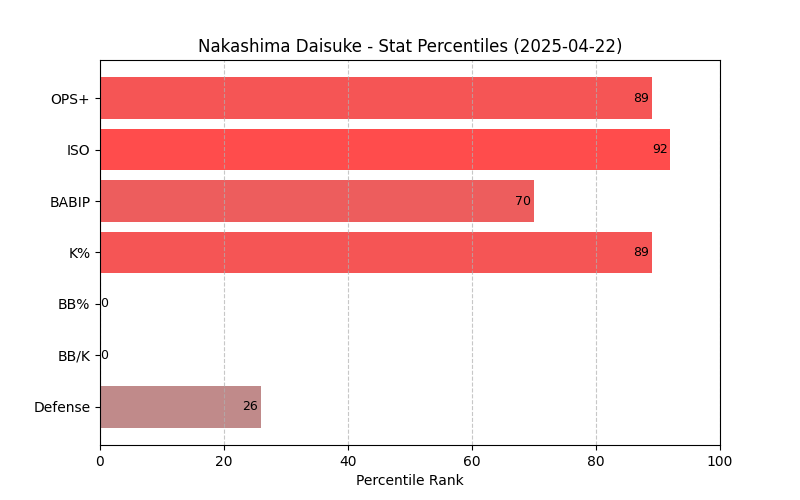 Nakashima Daisuke - Stat Percentiles (2025-04-22)
OPS+ 89
ISO 92
BABIP 70
K% 89
BB% 0
BB/K 0
Defense 26
0 20 40 60 80 100
Percentile Rank